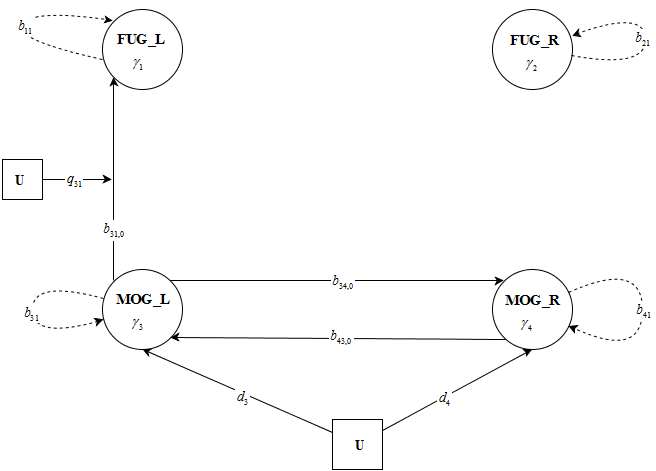 b11
FUG_L
γ1
FUG_R
γ2
b21
U
q31
b31,0
MOG_L
γ3
b31
b34,0
b43,0
MOG_R
γ4
b41
d3
d4
U